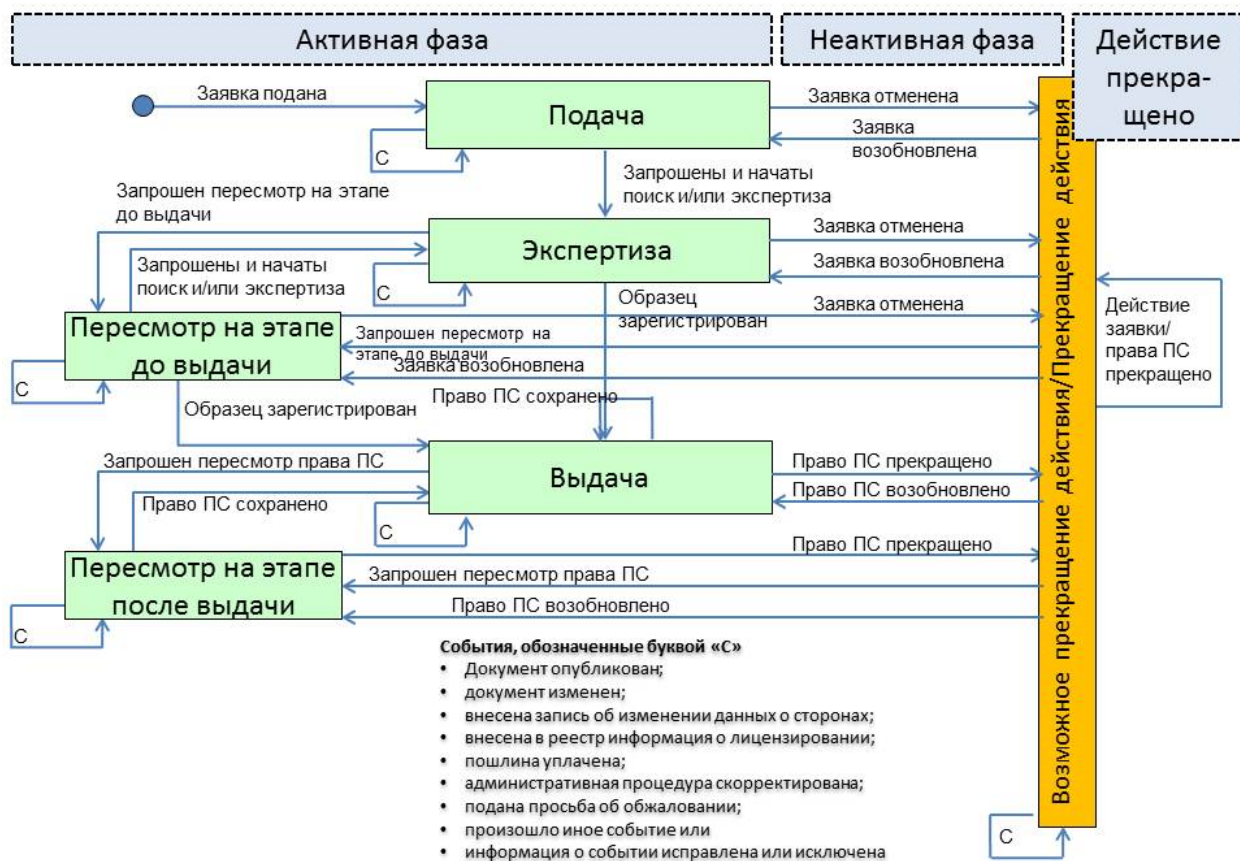 Активная фаза
Неактивная фаза
Действие
прекра-
щено
Заявка подана
Подача
Заявка отменена
Заявка
возобновлена
С
Запрошены и начаты
поиск и/или экспертиза
Запрошен пересмотр на этапе
до выдачи
Экспертиза
Заявка отменена
Заявка возобновлена
Запрошены и начаты
поиск и/или экспертиза
С
Образец
зарегистрирован
Заявка отменена
Действие
заявки/
права ПС
прекращено
Пересмотр на этапе
до выдачи
Запрошен пересмотр на
этапе до выдачи
Заявка возобновлена
С
Образец зарегистрирован
Право ПС сохранено
Запрошен пересмотр права ПС
Выдача
Право ПС прекращено
Право ПС возобновлено
Право ПС сохранено
С
Право ПС прекращено
Пересмотр на этапе
после выдачи
Запрошен пересмотр права ПС
Право ПС возобновлено
С
Возможное прекращение действия/Прекращение действия
С
События, обозначенные буквой «С»
• Документ опубликован;
• документ изменен;
• внесена запись об изменении данных о сторонах;
• внесена в реестр информация о лицензировании;
• пошлина уплачена;
• административная процедура скорректирована;
• подана просьба об обжаловании;
• произошло иное событие или
• информация о событии исправлена или исключена